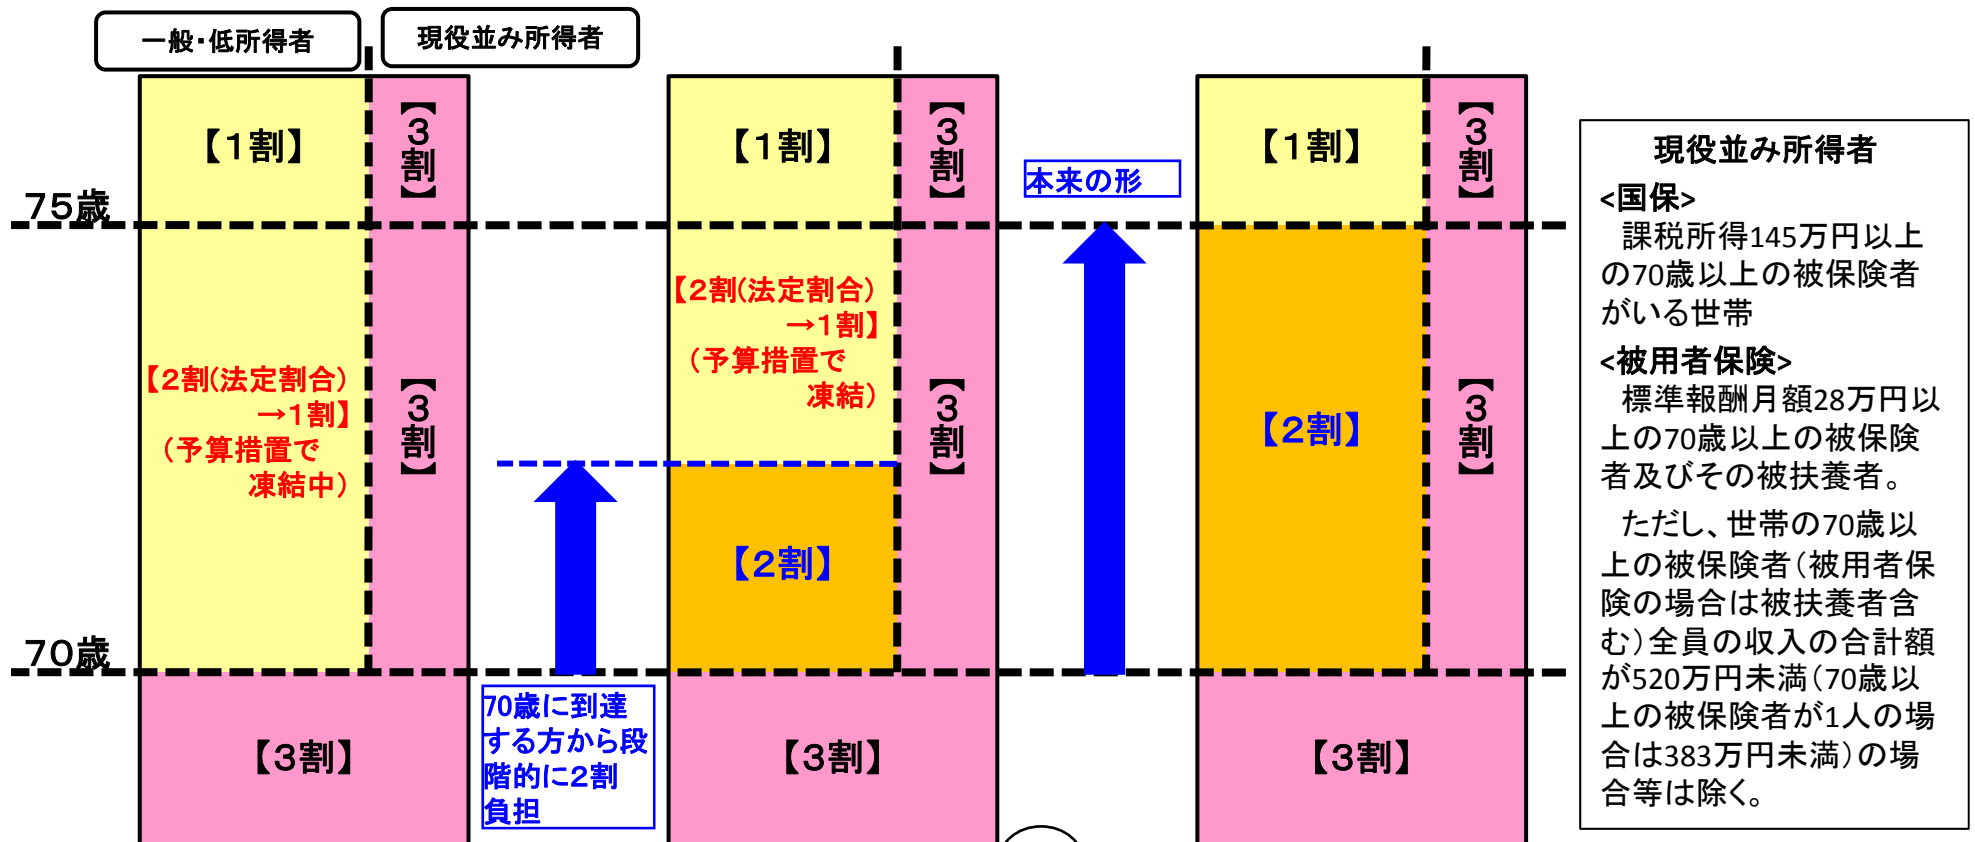 一般・低所得者
現役並み所得者
【1割】
【3割】
75歳
【2割(法定割合)
→1割】
(予算措置で
凍結中)
【3割】
70歳
【3割】
70歳に到達
する方から段
階的に2割
負担
【1割】
【3割】
【2割(法定割合)
→1割】
(予算措置で
凍結)
【3割】
【2割】
【3割】
本来の形
【1割】
【3割】
【2割】
【3割】
【3割】
現役並み所得者
<国保>
課税所得145万円以上
の70歳以上の被保険者
がいる世帯
<被用者保険>
標準報酬月額28万円以
上の70歳以上の被保険
者及びその被扶養者。
ただし、世帯の70歳以
上の被保険者(被用者保
険の場合は被扶養者含
む)全員の収入の合計額
が520万円未満(70歳以
上の被保険者が1人の場
合は383万円未満)の場
合等は除く。